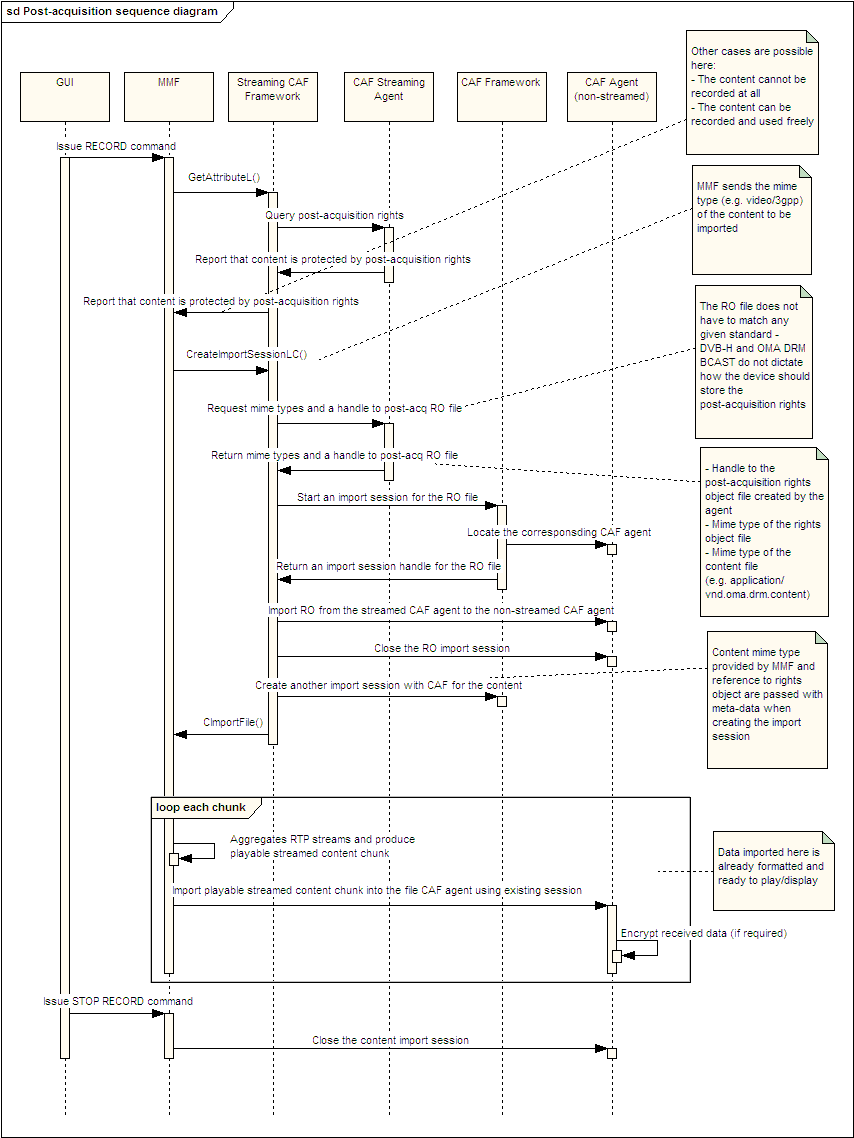 sd Post-acquisition sequence diagram
GUI
MMF
Streaming CAF
Framework
CAF Streaming
Agent
CAF Framework
CAF Agent
(non-streamed)
Other cases are possible
here:
- The content cannot be
recorded at all
- The content can be
recorded and used freely
Issue RECORD command
GetAttributeL()
MMF sends the mime
type (e.g. video/3gpp)
of the content to be
imported
Query post-acquisition rights
Report that content is protected by post-acquisition rights
Report that content is protected by post-acquisition rights
The RO file does not
have to match any
given standard -
DVB-H and OMA DRM
BCAST do not dictate
how the device should
store the
post-acquisition rights
CreateImportSessionLC()
Request mime types and a handle to post-acq RO file
Return mime types and a handle to post-acq RO file
- Handle to the
post-acquisition rights
object file created by the
agent
- Mime type of the rights
object file
- Mime type of the
content file
(e.g. application/
vnd.oma.drm.content)
Start an import session for the RO file
Locate the corresponsding CAF agent
Return an import session handle for the RO file
Import RO from the streamed CAF agent to the non-streamed CAF agent
Close the RO import session
Content mime type
provided by MMF and
reference to rights
object are passed with
meta-data when
creating the import
session
Create another import session with CAF for the content
CImportFile()
loop each chunk
Aggregates RTP streams and produce
playable streamed content chunk
Data imported here is
already formatted and
ready to play/display
Import playable streamed content chunk into the file CAF agent using existing session
Encrypt received data (if required)
Issue STOP RECORD command
Close the content import session